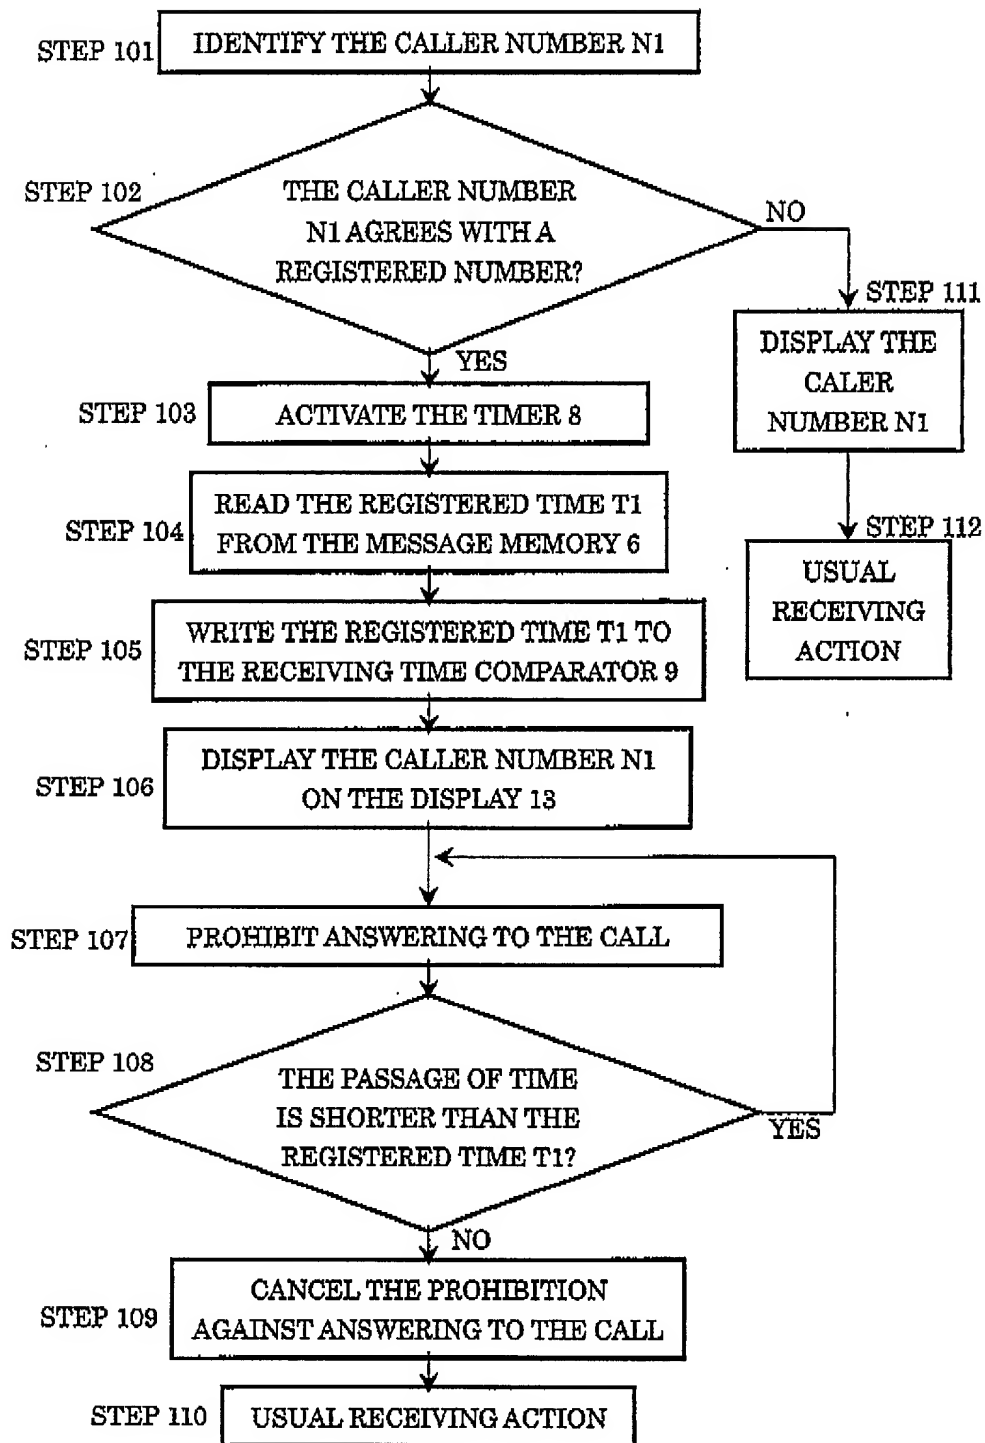 STEP 101
IDENTIFY THE CALLER NUMBER N1
STEP 102
THE CALLER NUMBER
N1 AGREES WITH A
REGISTERED NUMBER?
NO
YES
STEP 111
DISPLAY THE
CALER
NUMBER N1
STEP 112
USUAL
RECEIVING
ACTION
STEP 103
ACTIVATE THE TIMER 8
STEP 104
READ THE REGISTERED TIME T1
FROM THE MESSAGE MEMORY 6
STEP 105
WRITE THE REGISTERED TIME T1 TO
THE RECEIVING TIME COMPARATOR 9
STEP 106
DISPLAY THE CALLER NUMBER N1
ON THE DISPLAY 13
STEP 107
PROHIBIT ANSWERING TO THE CALL
STEP 108
THE PASSAGE OF TIME
IS SHORTER THAN THE
REGISTERED TIME T1?
YES
NO
STEP 109
CANCEL THE PROHIBITION
AGAINST ANSWERING TO THE CALL
STEP 110
USUAL RECEIVING ACTION